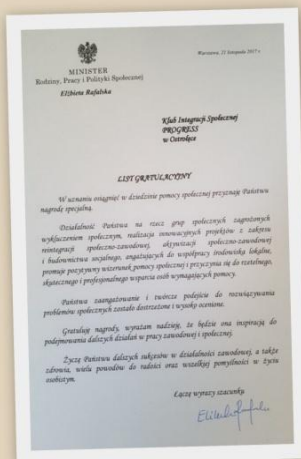 Warszawa, 21 listopada 2017 r.
MINISTER
Rodziny, Pracy i Polityki Społecznej
Elżbieta Rafalska
Klub Integracji Społecznej
PROGRESS
w Ostrołęce
LIST GRATULACYJNY
W uznaniu osiągnięć w dziedzinie pomocy społecznej przyznaję Państwu
nagrodę specjalną.
Działalność Państwa na rzecz grup społecznych zagrożonych
wykluczeniem społecznym, realizacja innowacyjnych projektów z zakresu
reintegracji społeczno-zawodowej, aktywizacji społeczno-zawodowej
i budownictwa socjalnego, angażujących do współpracy środowiska lokalne,
promuje pozytywny wizerunek pomocy społecznej i przyczynia się do rzetelnego,
skutecznego i profesjonalnego wsparcia osób wymagających pomocy.
Państwa zaangażowanie i twórcze podejście do rozwiązywania
problemów społecznych zostało dostrzeżone i wysoko ocenione.
Gratuluję nagrody, wyrażam nadzieję, że będzie ona inspiracją do
podejmowania dalszych działań w pracy zawodowej i społecznej.
Życzę Państwu dalszych sukcesów w działalności zawodowej, a także
zdrowia, wielu powodów do radości oraz wszelkiej pomyślności w życiu
osobistym.
Łączę wyrazy szacunku
Elżbieta Rafalska